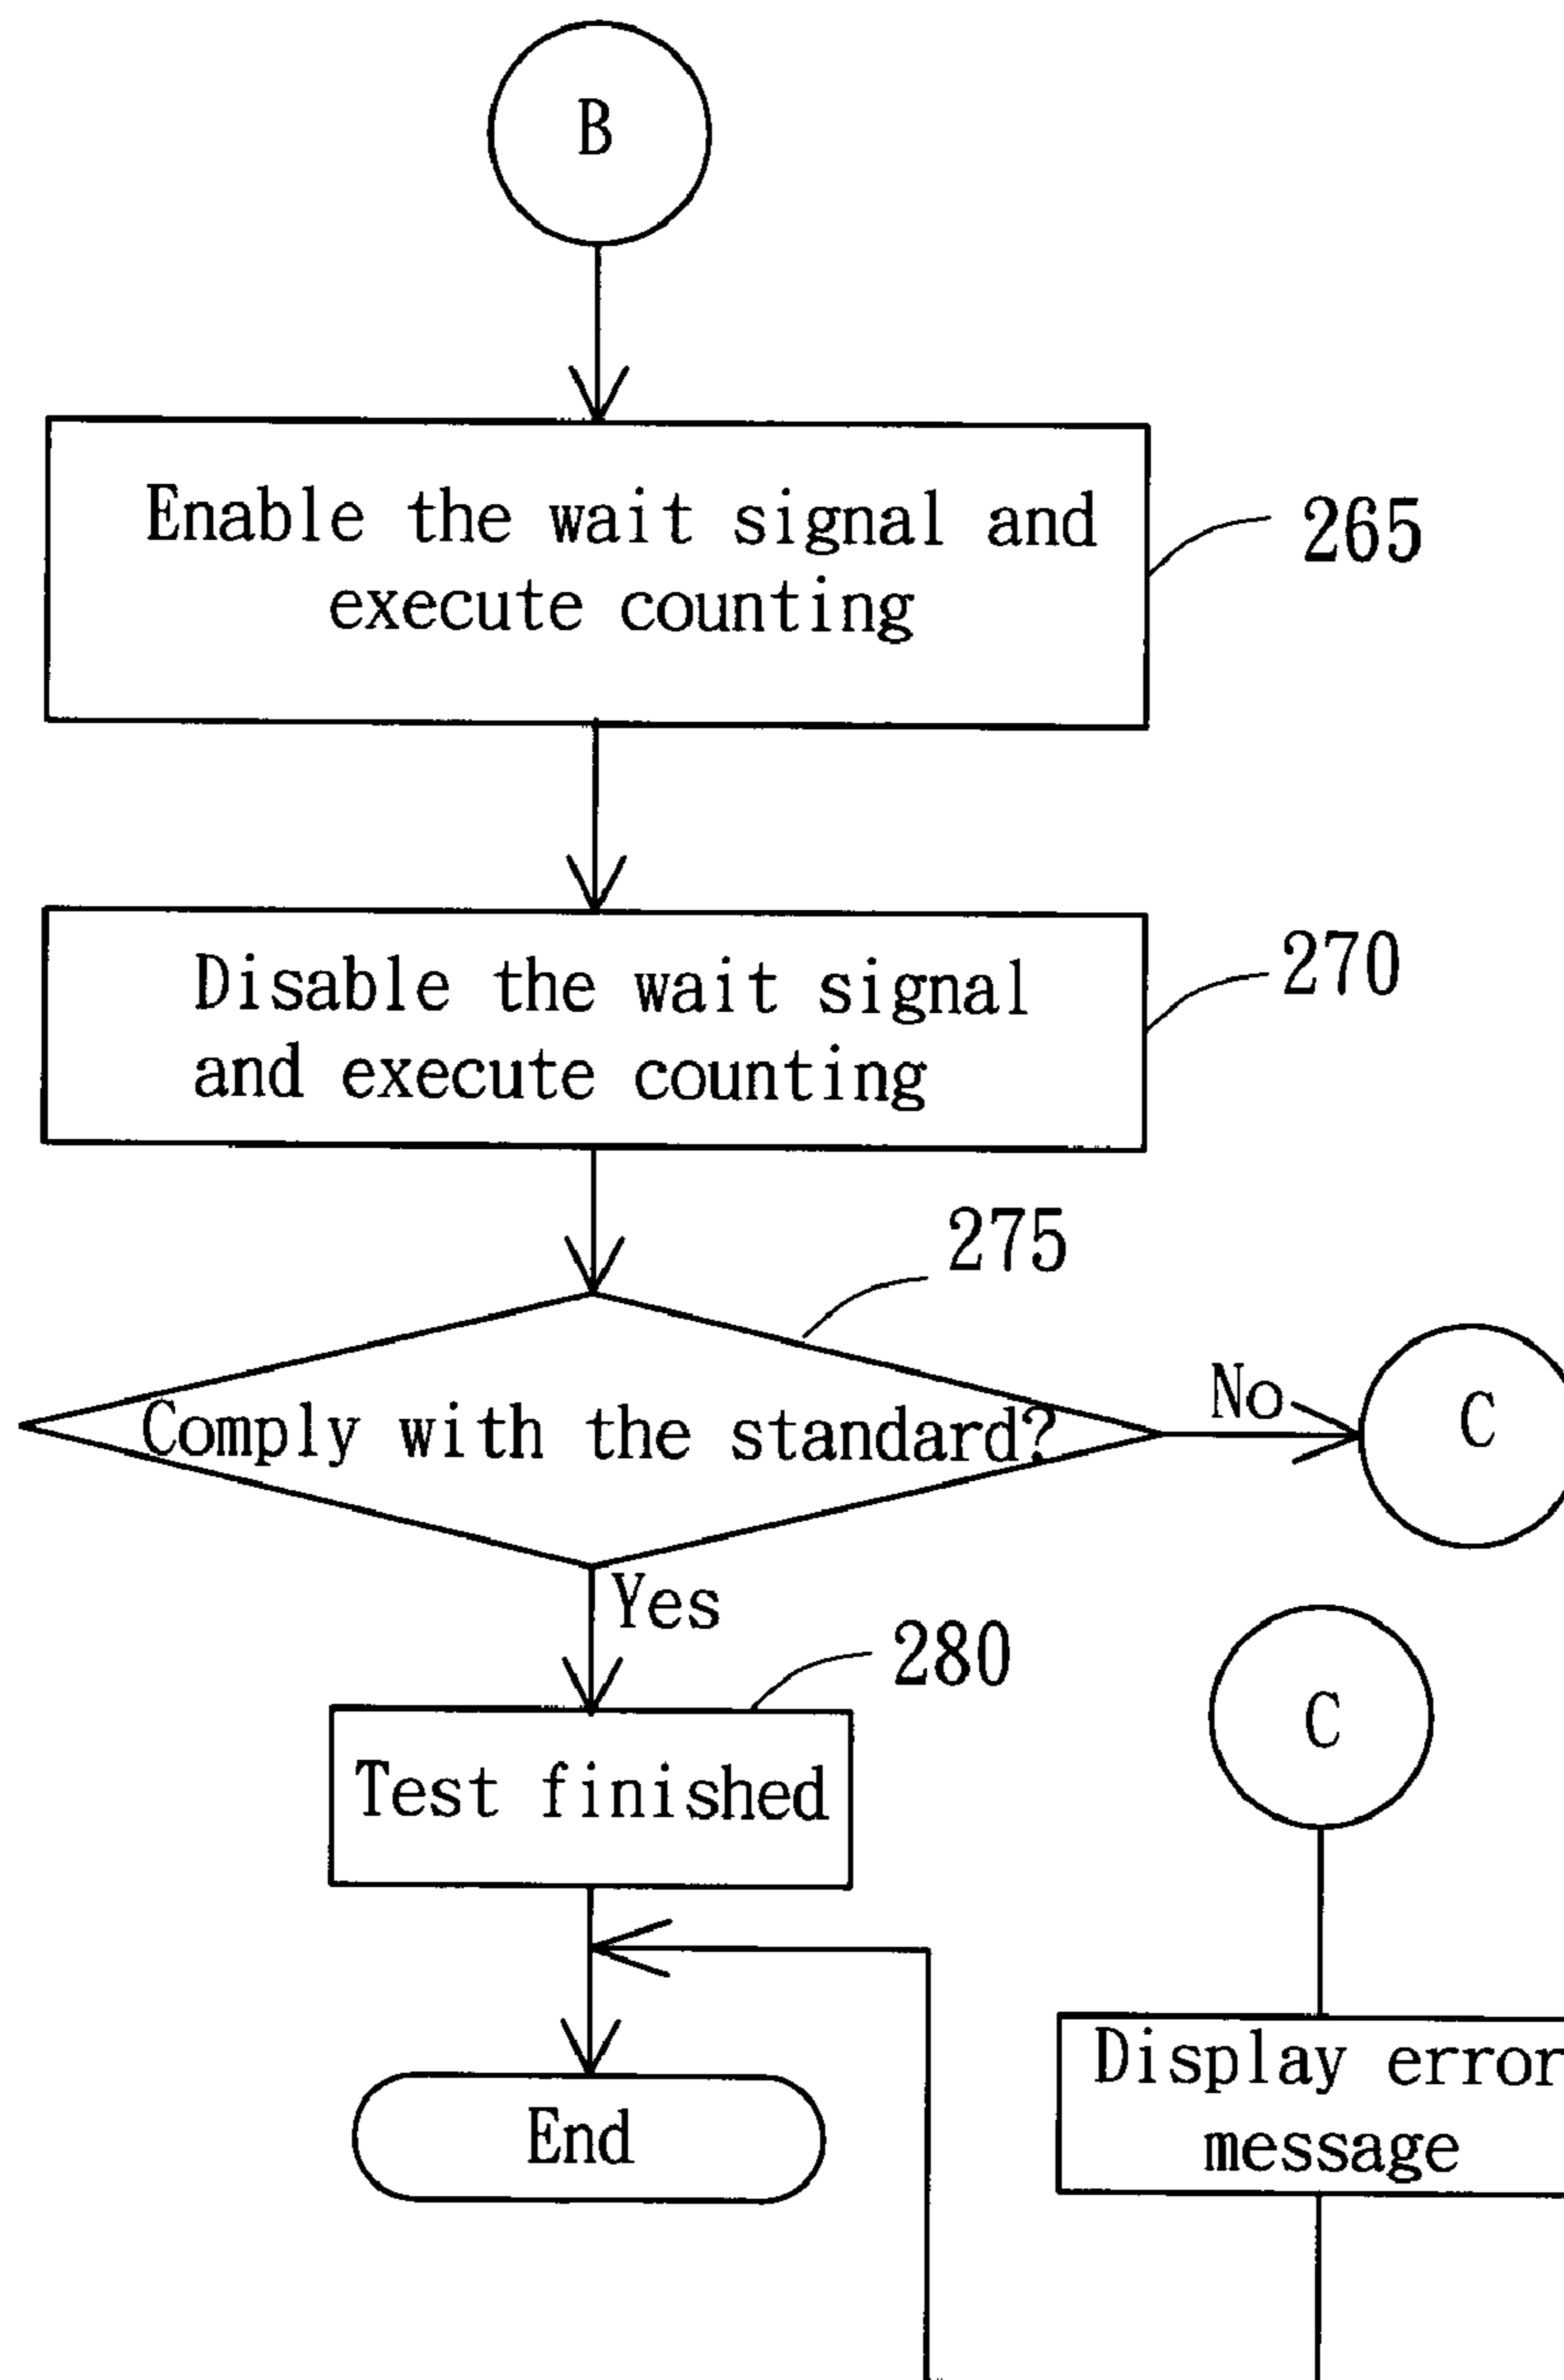 B
Enable the wait signal and
execute counting
265
Disable the wait signal
and execute counting
270
275
Comply with the standard?
No
C
Yes
280
Test finished
C
End
Display error
message